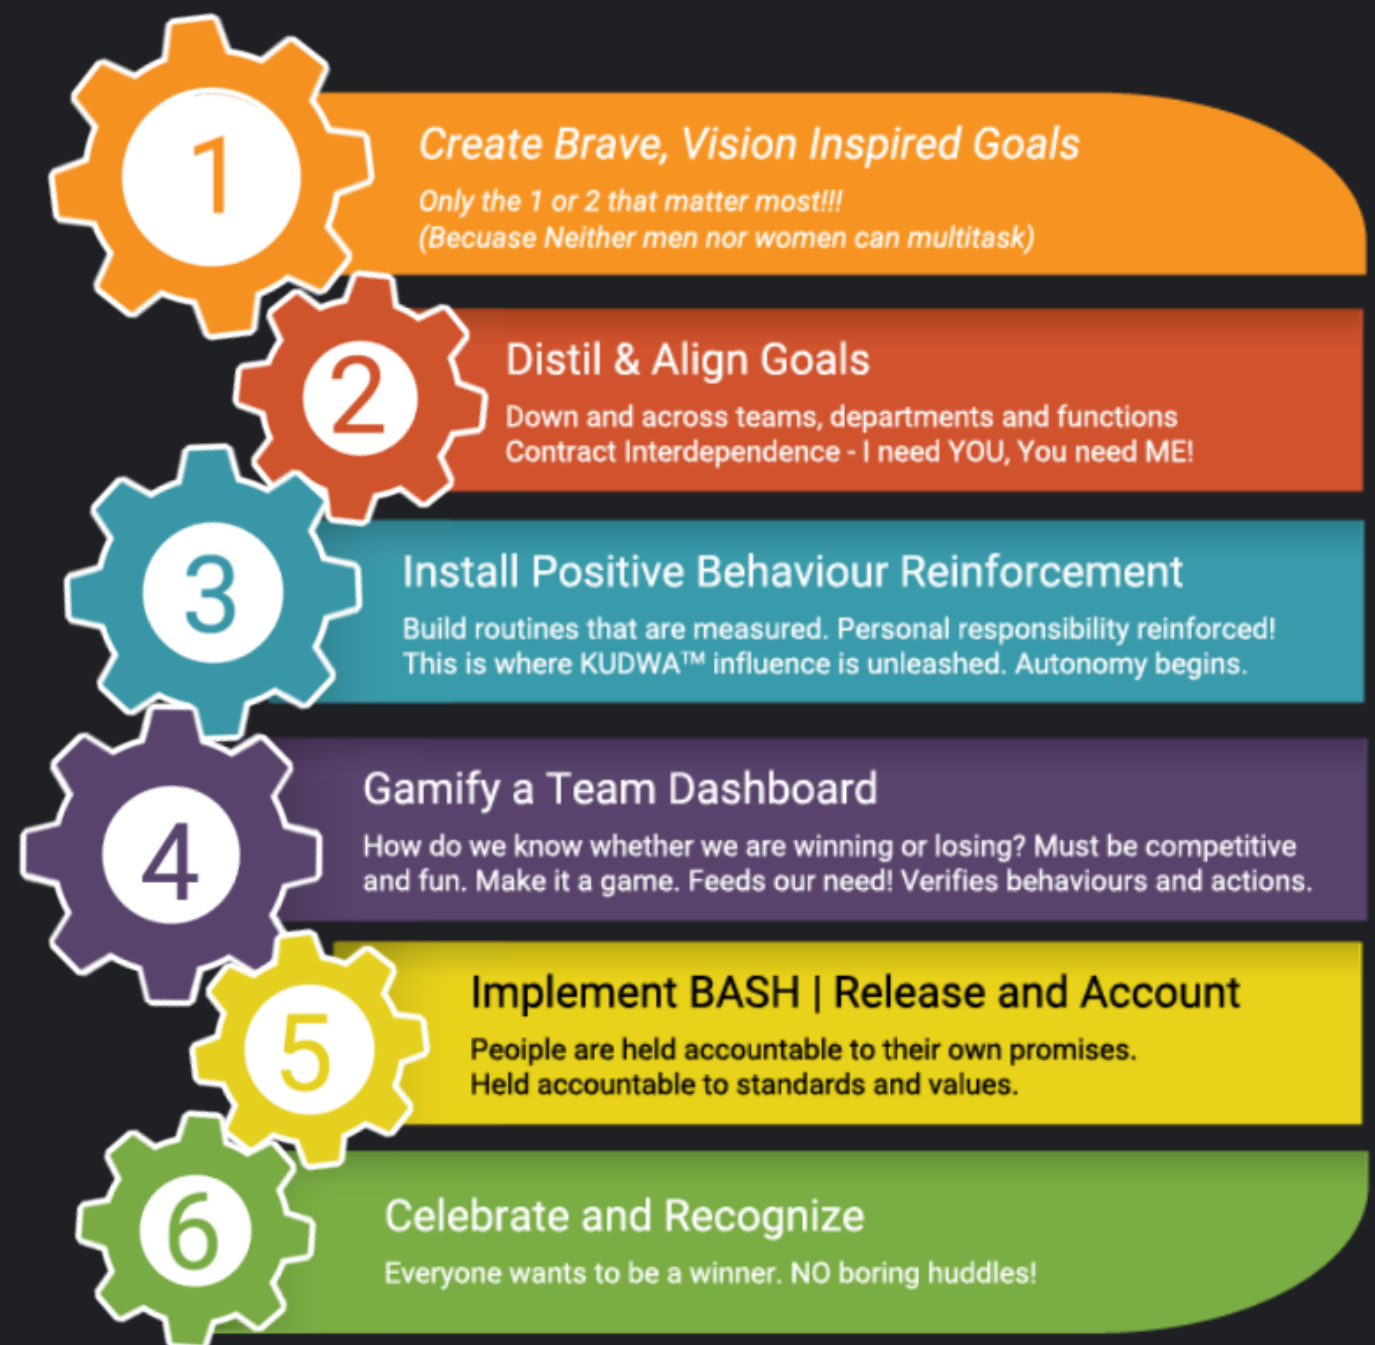 1
Create Brave, Vision Inspired Goals
Only the 1 or 2 that matter most!!!
(Becuase Neither men nor women can multitask)
2
Distil & Align Goals
Down and across teams, departments and functions
Contract Interdependence - I need YOU, You need ME!
3
Install Positive Behaviour Reinforcement
Build routines that are measured. Personal responsibility reinforced!
This is where KUDWA™ influence is unleashed. Autonomy begins.
4
Gamify a Team Dashboard
How do we know whether we are winning or losing? Must be competitive
and fun. Make it a game. Feeds our need! Verifies behaviours and actions.
5
Implement BASH | Release and Account
Peoiple are held accountable to their own promises.
Held accountable to standards and values.
6
Celebrate and Recognize
Everyone wants to be a winner. NO boring huddles!